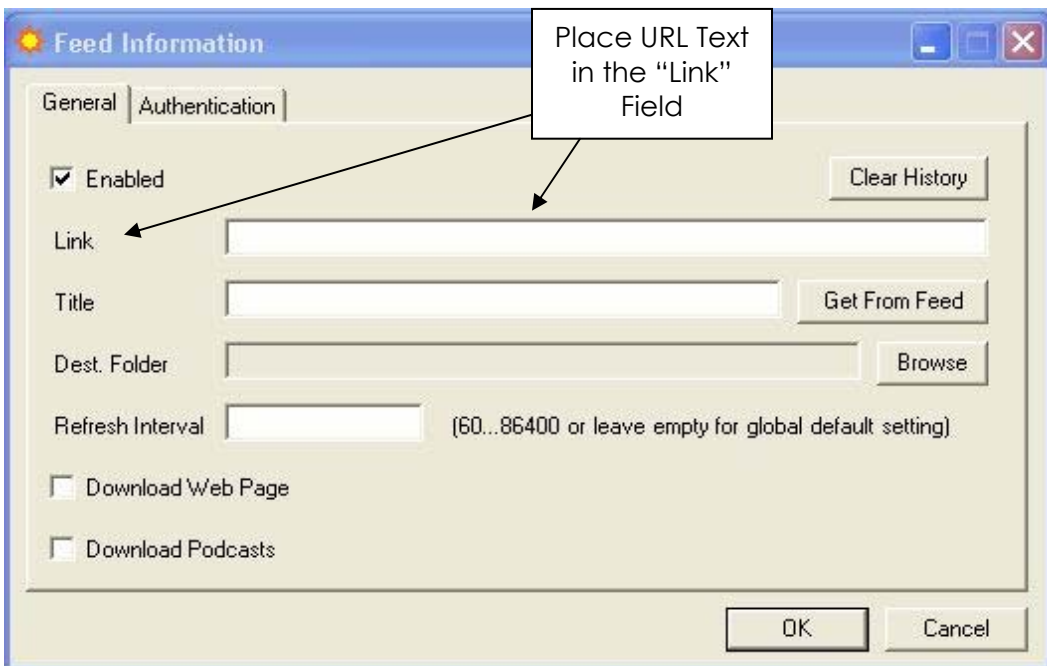 Feed Information
Place URL Text
in the “Link”
Field
General
Authentication
Enabled
Clear History
Link
Title
Get From Feed
Dest. Folder
Browse
Refresh Interval
(60...86400 or leave empty for global default setting)
Download Web Page
Download Podcasts
OK
Cancel